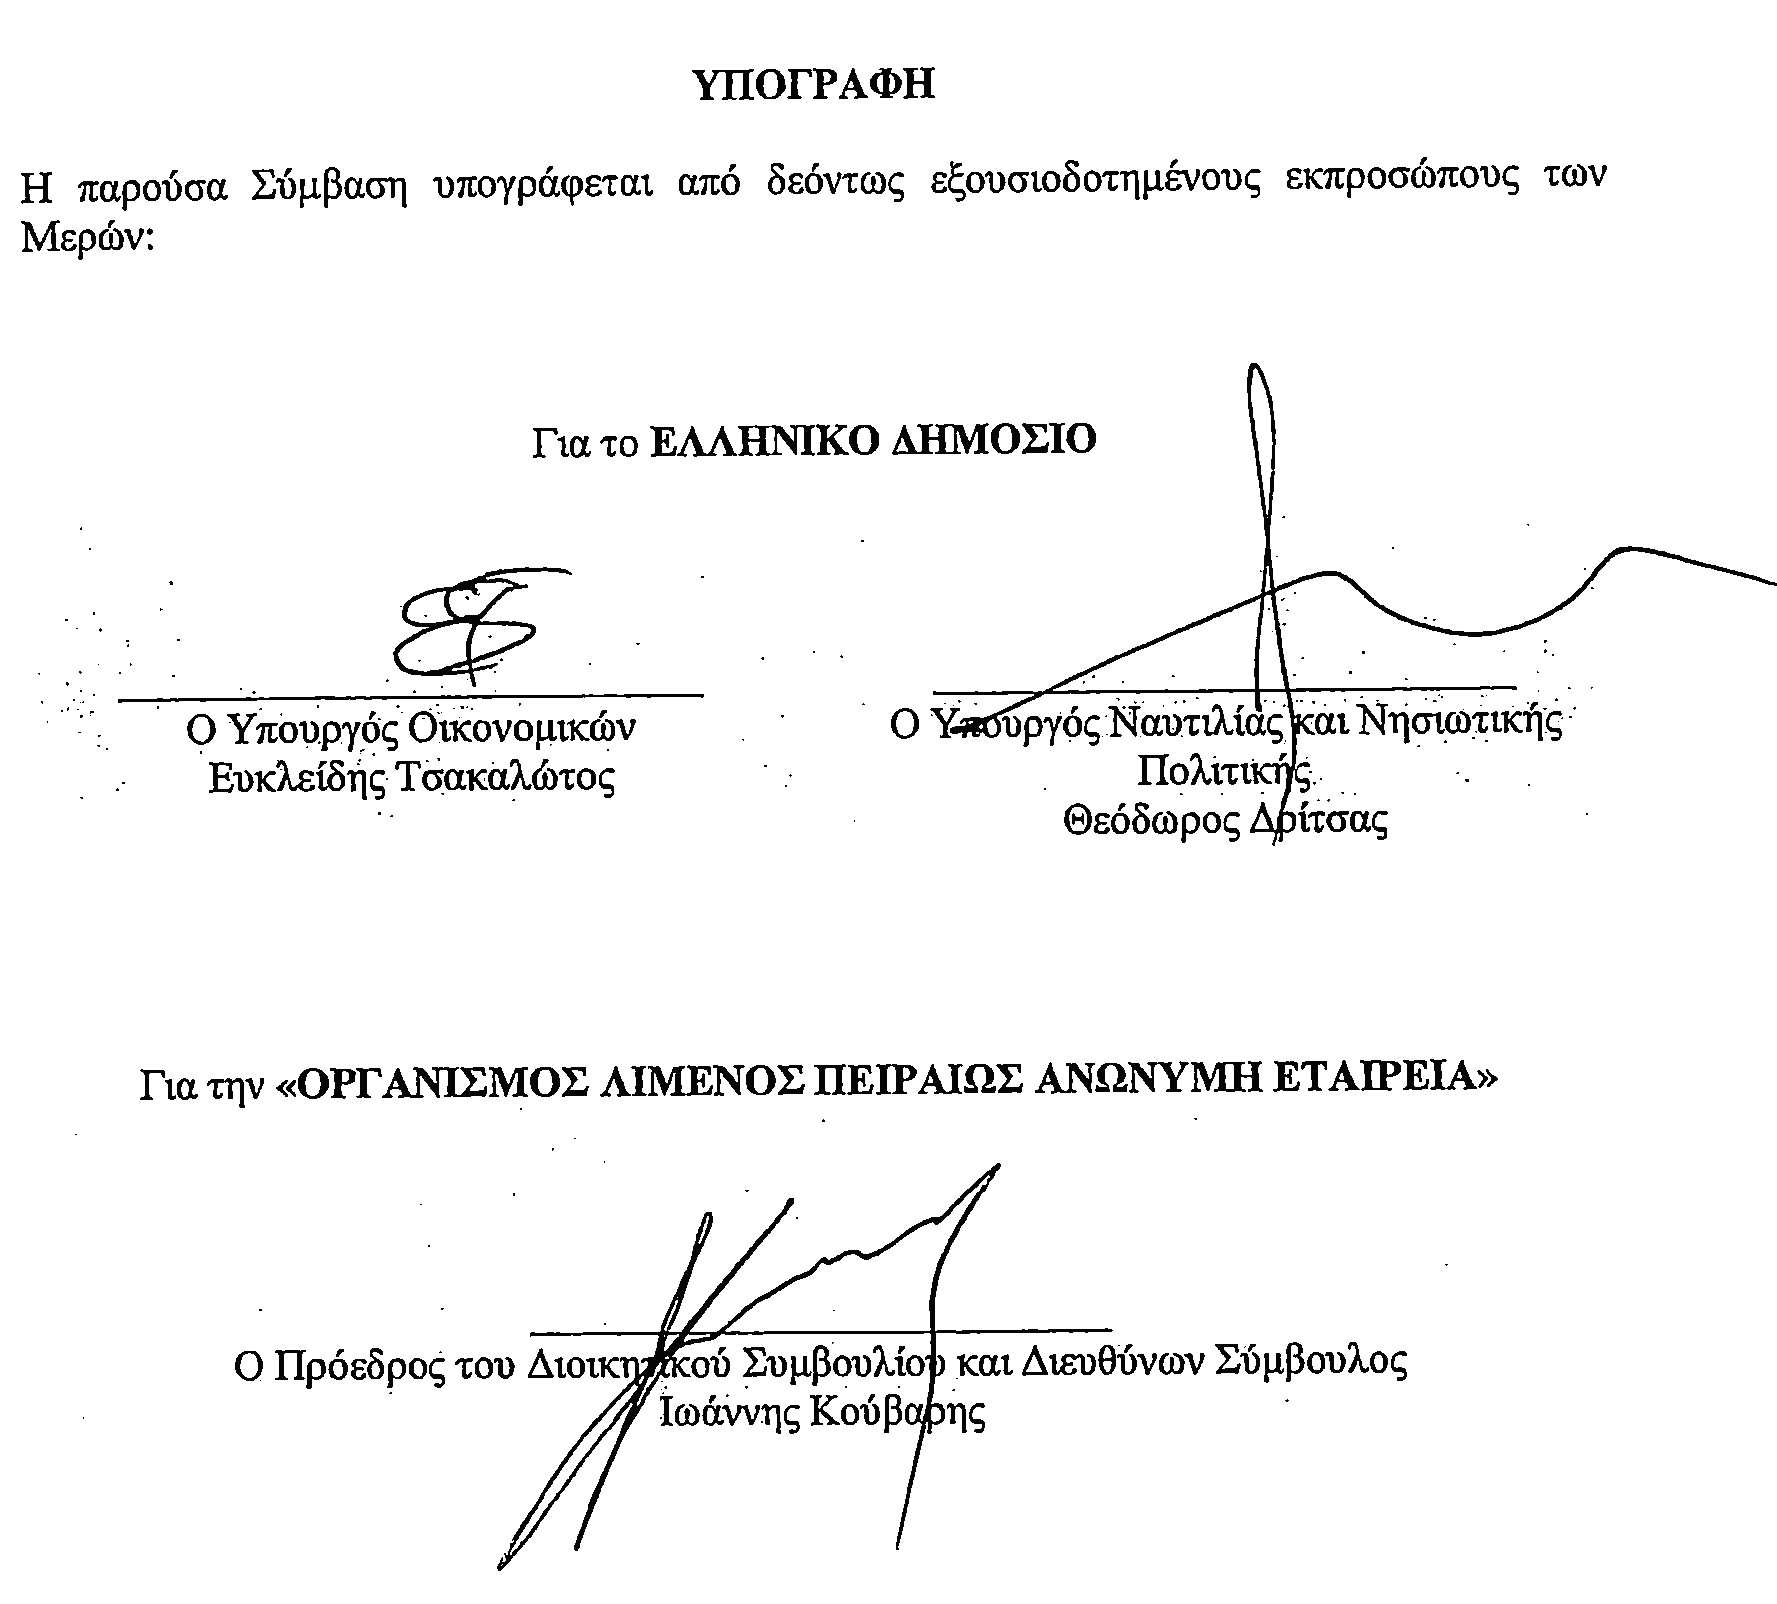 ΥΠΟΓΡΑΦΗ
Η παρούσα Σύμβαση υπογράφεται από δεόντως εξουσιοδοτημένους εκπροσώπους των
Μερών:
Για το ΕΛΛΗΝΙΚΟ ΔΗΜΟΣΙΟ
Ο Υπουργός Οικονομικών
Ευκλείδης Τσακαλώτος
Ο Υπουργός Ναυτιλίας και Νησιωτικής
Πολιτικής
Θεόδωρος Δρίτσας
Για την «ΟΡΓΑΝΙΣΜΟΣ ΛΙΜΕΝΟΣ ΠΕΙΡΑΙΩΣ ΑΝΩΝΥΜΗ ΕΤΑΙΡΕΙΑ»
Ο Πρόεδρος του Διοικητικού Συμβουλίου και Διευθύνων Σύμβουλος
Ιωάννης Κούβαρης